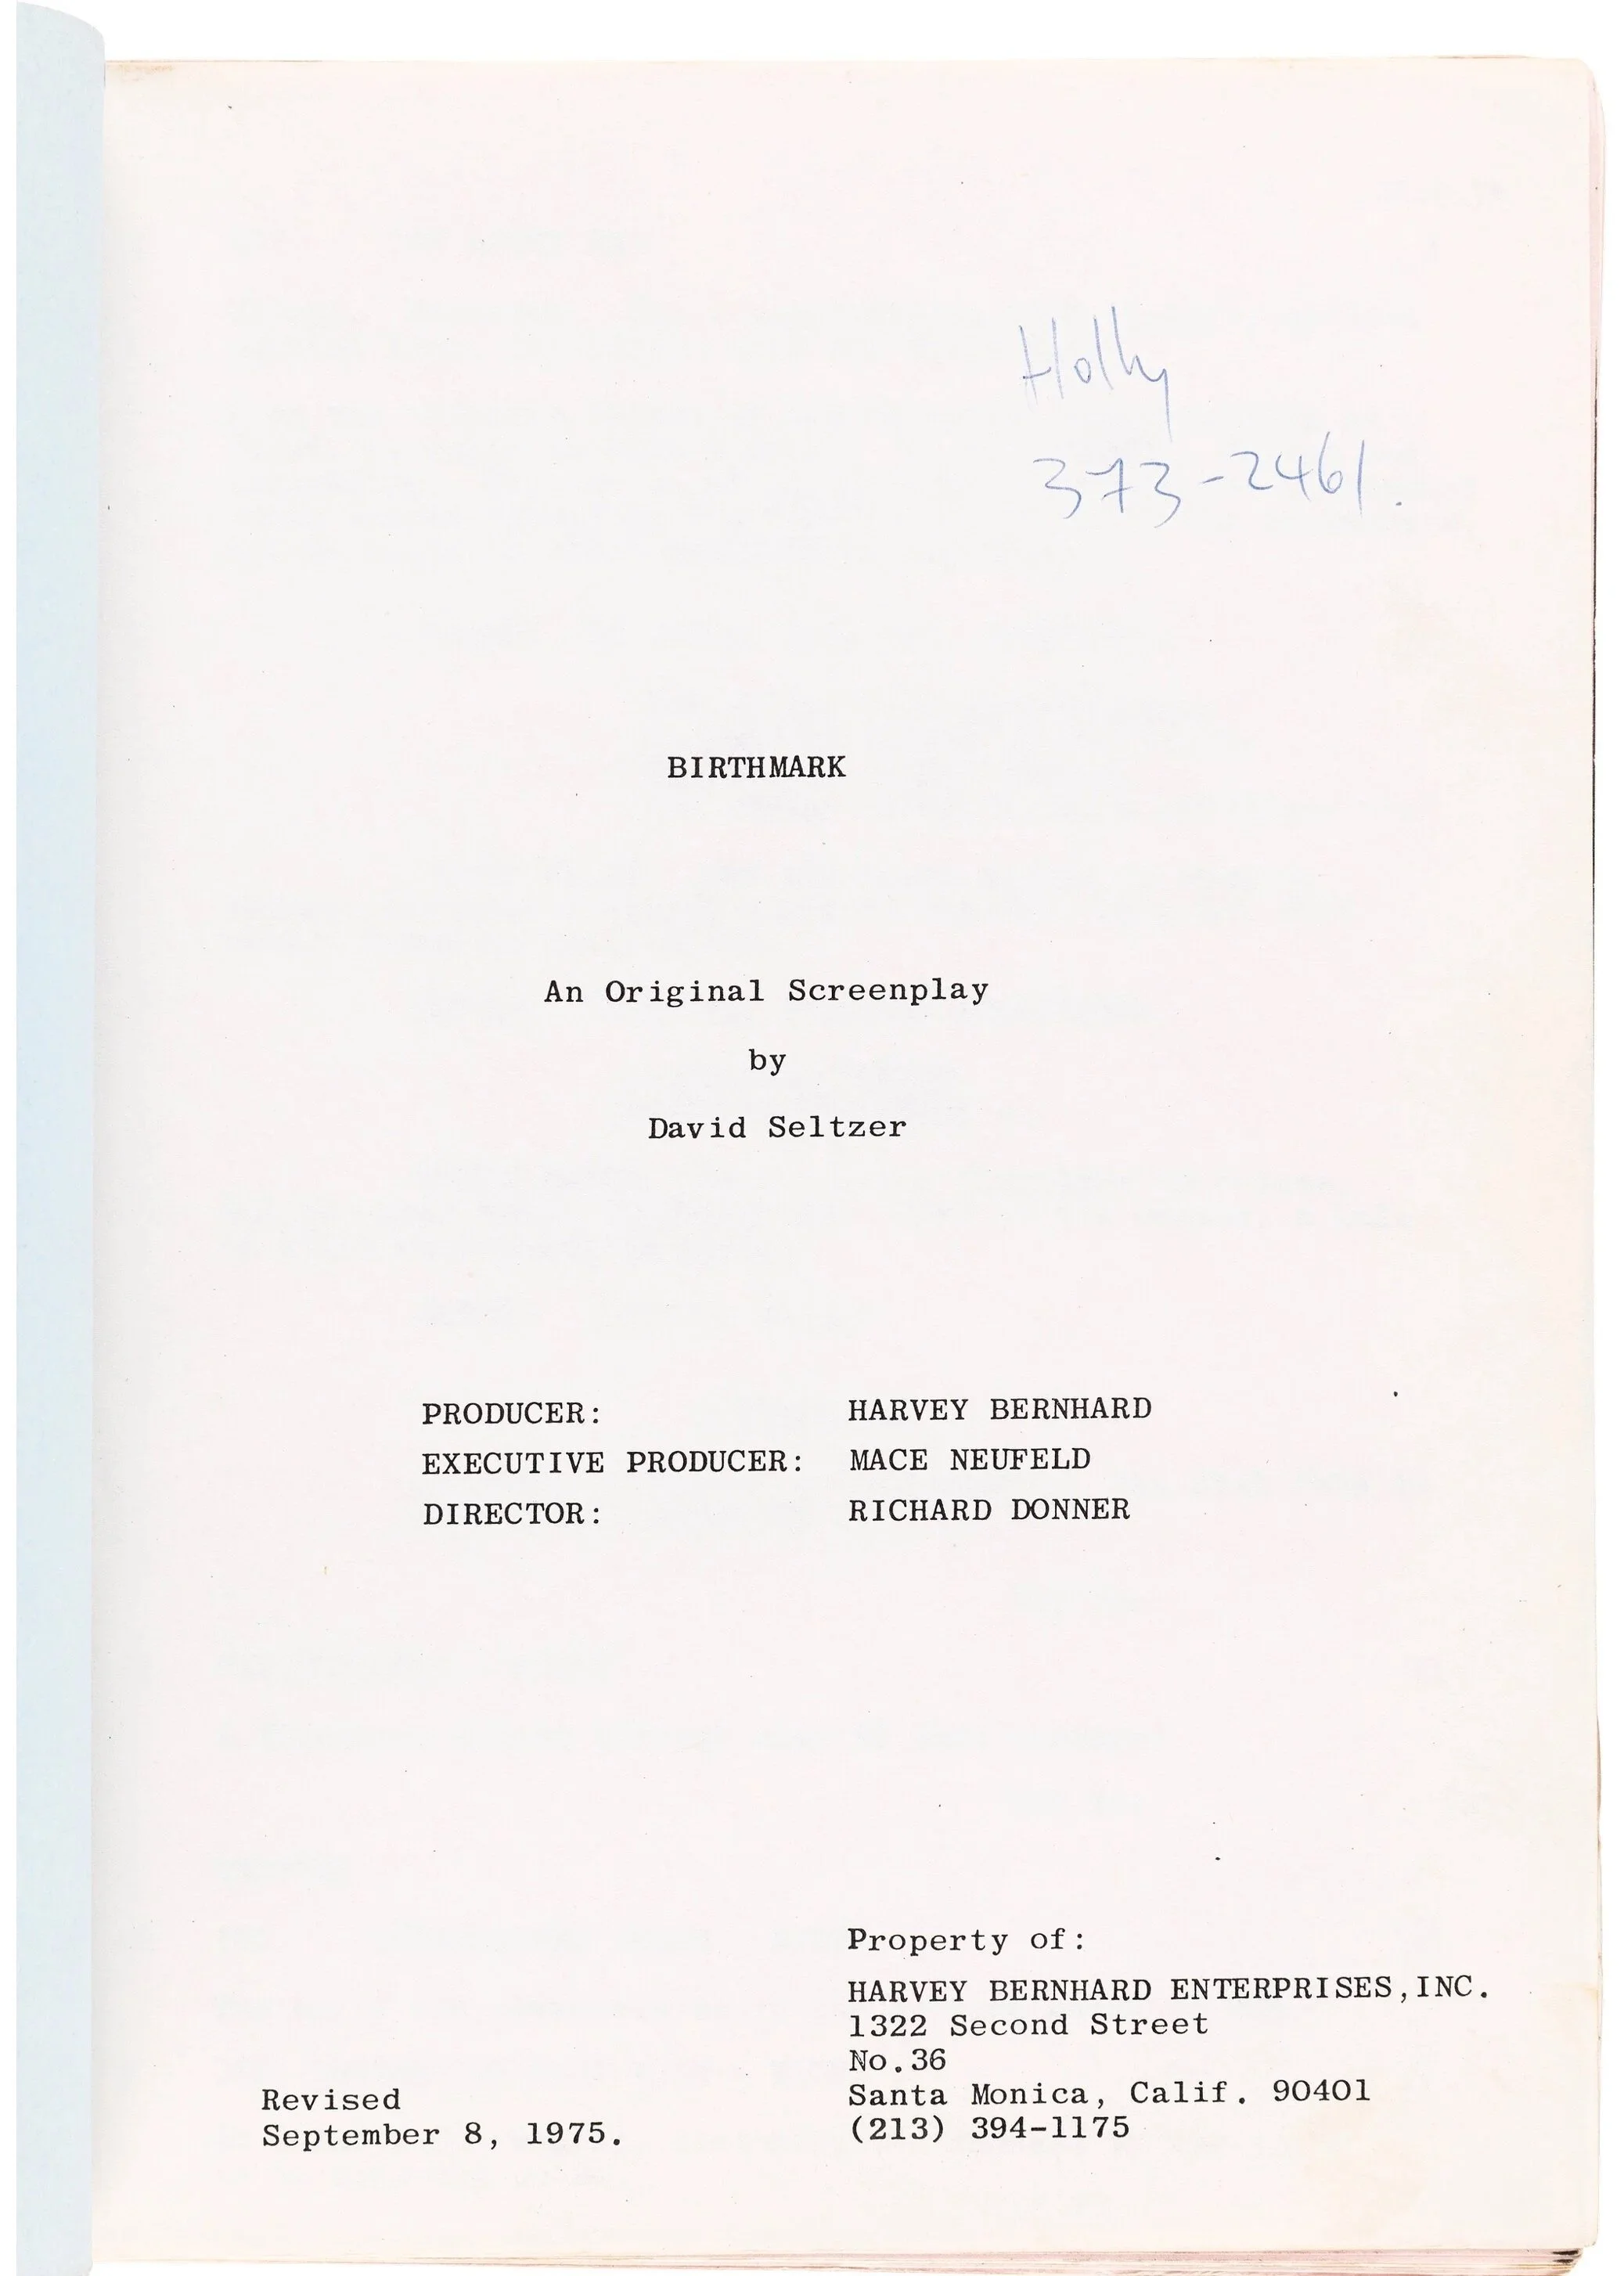 Holly
373-2461.
BIRTHMARK
An Original Screenplay
by
David Seltzer
PRODUCER: HARVEY BERNHARD
EXECUTIVE PRODUCER: MACE NEUFELD
DIRECTOR: RICHARD DONNER
Property of:
HARVEY BERNHARD ENTERPRISES,INC.
1322 Second Street
No.36
Santa Monica, Calif. 90401
(213) 394-1175
Revised
September 8, 1975.